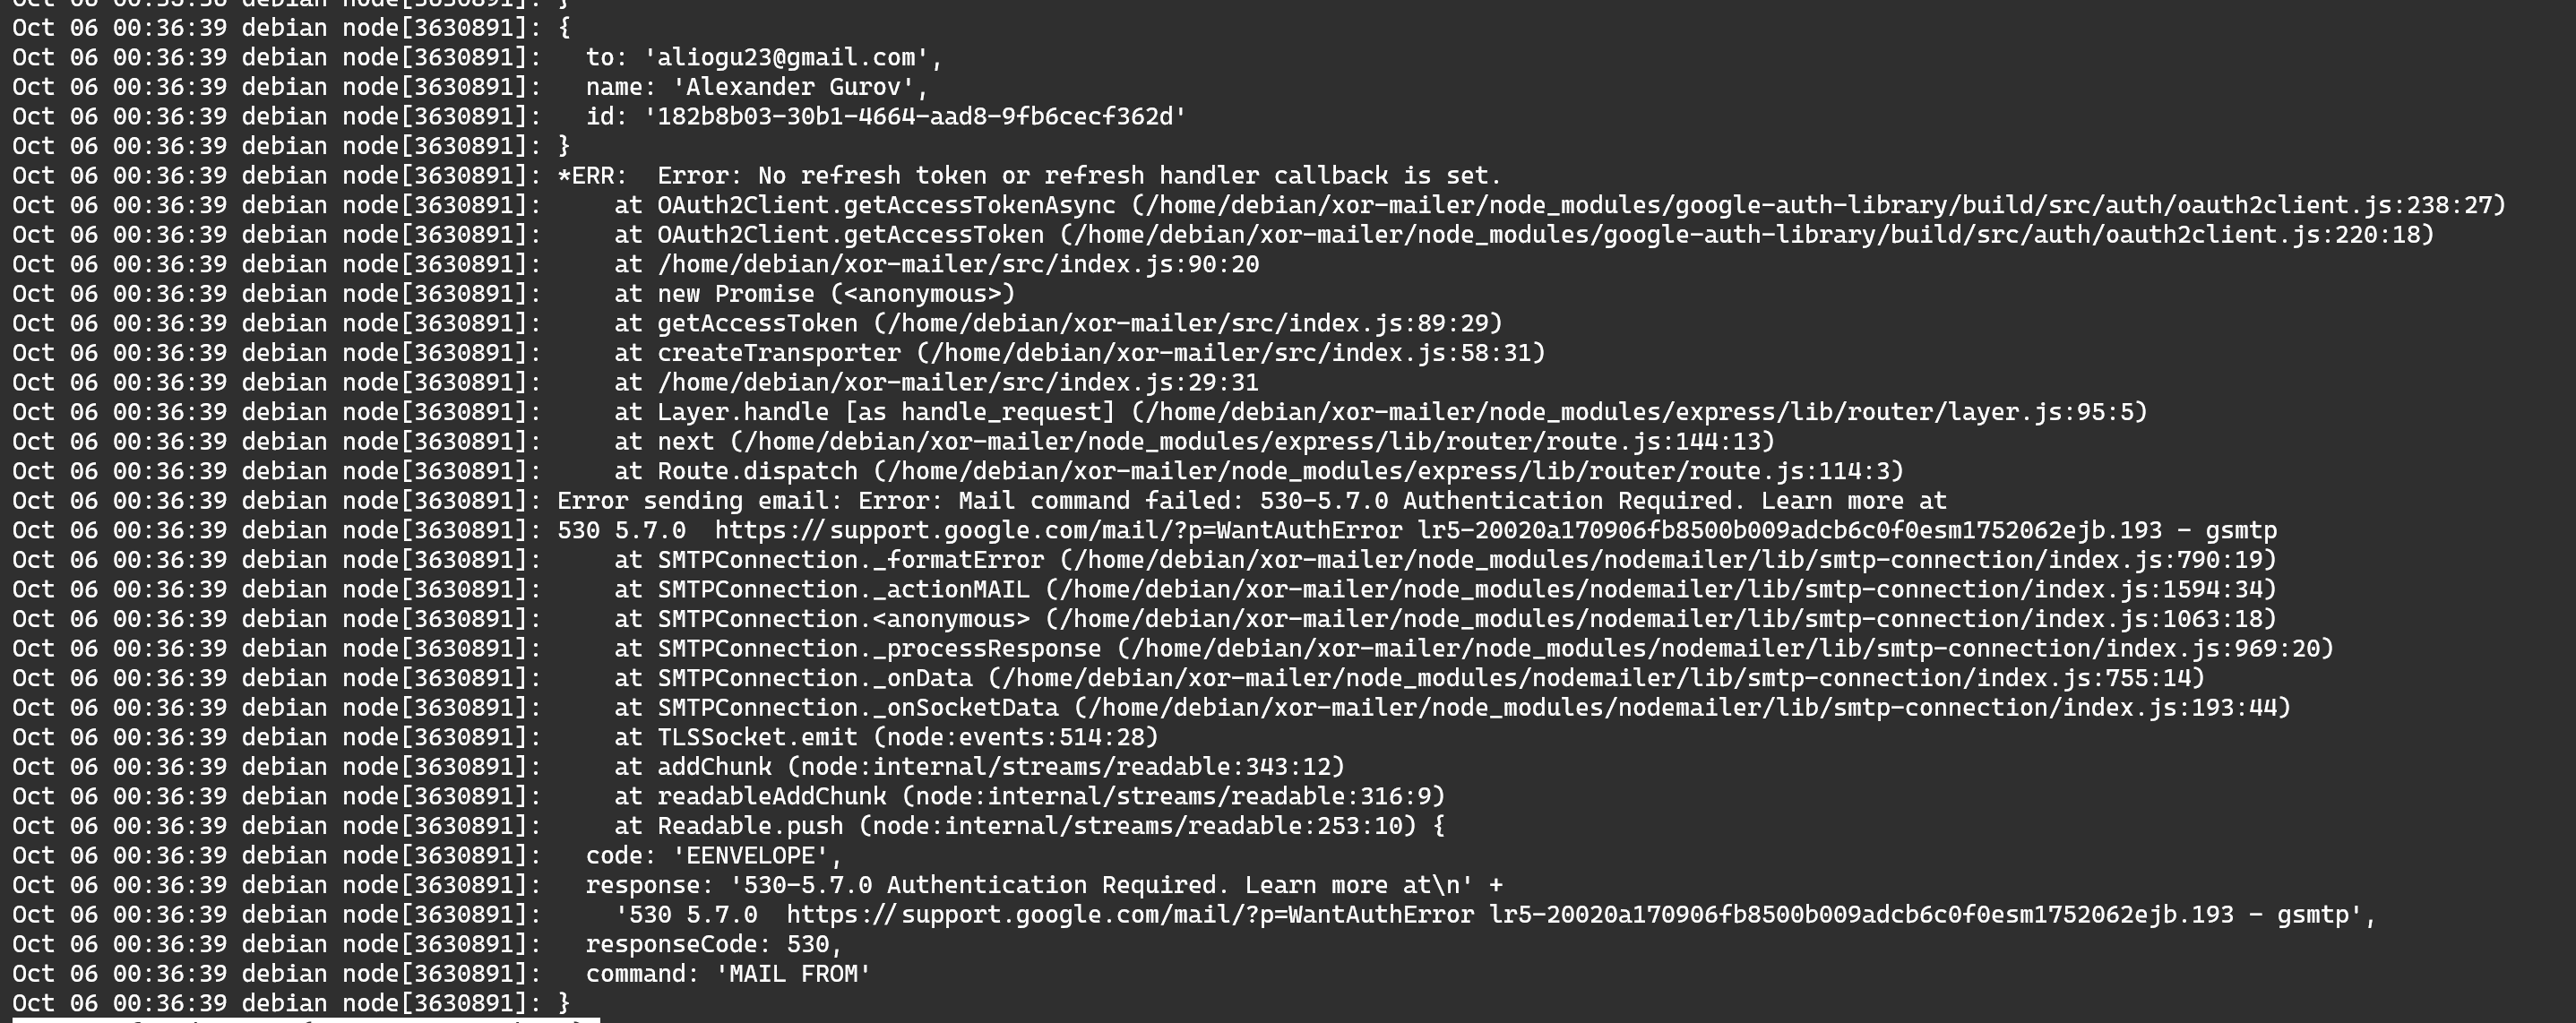 Oct 06 00:36:39 debian node[3630891]: {
Oct 06 00:36:39 debian node[3630891]:   to: 'aliogu23@gmail.com',
Oct 06 00:36:39 debian node[3630891]:   name: 'Alexander Gurov',
Oct 06 00:36:39 debian node[3630891]:   id: '182b8b03-30b1-4664-aad8-9fb6cecf362d'
Oct 06 00:36:39 debian node[3630891]: }
Oct 06 00:36:39 debian node[3630891]: *ERR:  Error: No refresh token or refresh handler callback is set.
Oct 06 00:36:39 debian node[3630891]:     at OAuth2Client.getAccessTokenAsync (/home/debian/xor-mailer/node_modules/google-auth-library/build/src/auth/oauth2client.js:238:27)
Oct 06 00:36:39 debian node[3630891]:     at OAuth2Client.getAccessToken (/home/debian/xor-mailer/node_modules/google-auth-library/build/src/auth/oauth2client.js:220:18)
Oct 06 00:36:39 debian node[3630891]:     at /home/debian/xor-mailer/src/index.js:90:20
Oct 06 00:36:39 debian node[3630891]:     at new Promise (<anonymous>)
Oct 06 00:36:39 debian node[3630891]:     at getAccessToken (/home/debian/xor-mailer/src/index.js:89:29)
Oct 06 00:36:39 debian node[3630891]:     at createTransporter (/home/debian/xor-mailer/src/index.js:58:31)
Oct 06 00:36:39 debian node[3630891]:     at /home/debian/xor-mailer/src/index.js:29:31
Oct 06 00:36:39 debian node[3630891]:     at Layer.handle [as handle_request] (/home/debian/xor-mailer/node_modules/express/lib/router/layer.js:95:5)
Oct 06 00:36:39 debian node[3630891]:     at next (/home/debian/xor-mailer/node_modules/express/lib/router/route.js:144:13)
Oct 06 00:36:39 debian node[3630891]:     at Route.dispatch (/home/debian/xor-mailer/node_modules/express/lib/router/route.js:114:3)
Oct 06 00:36:39 debian node[3630891]: Error sending email: Error: Mail command failed: 530-5.7.0 Authentication Required. Learn more at
Oct 06 00:36:39 debian node[3630891]: 530 5.7.0  https://support.google.com/mail/?p=WantAuthError lr5-20020a170906fb8500b009adcb6c0f0esm1752062ejb.193 - gsmtp
Oct 06 00:36:39 debian node[3630891]:     at SMTPConnection._formatError (/home/debian/xor-mailer/node_modules/nodemailer/lib/smtp-connection/index.js:790:19)
Oct 06 00:36:39 debian node[3630891]:     at SMTPConnection._actionMAIL (/home/debian/xor-mailer/node_modules/nodemailer/lib/smtp-connection/index.js:1594:34)
Oct 06 00:36:39 debian node[3630891]:     at SMTPConnection.<anonymous> (/home/debian/xor-mailer/node_modules/nodemailer/lib/smtp-connection/index.js:1063:18)
Oct 06 00:36:39 debian node[3630891]:     at SMTPConnection._processResponse (/home/debian/xor-mailer/node_modules/nodemailer/lib/smtp-connection/index.js:969:20)
Oct 06 00:36:39 debian node[3630891]:     at SMTPConnection._onData (/home/debian/xor-mailer/node_modules/nodemailer/lib/smtp-connection/index.js:755:14)
Oct 06 00:36:39 debian node[3630891]:     at SMTPConnection._onSocketData (/home/debian/xor-mailer/node_modules/nodemailer/lib/smtp-connection/index.js:193:44)
Oct 06 00:36:39 debian node[3630891]:     at TLSSocket.emit (node:events:514:28)
Oct 06 00:36:39 debian node[3630891]:     at addChunk (node:internal/streams/readable:343:12)
Oct 06 00:36:39 debian node[3630891]:     at readableAddChunk (node:internal/streams/readable:316:9)
Oct 06 00:36:39 debian node[3630891]:     at Readable.push (node:internal/streams/readable:253:10) {
Oct 06 00:36:39 debian node[3630891]:   code: 'EENVELOPE',
Oct 06 00:36:39 debian node[3630891]:   response: '530-5.7.0 Authentication Required. Learn more at\n' +
Oct 06 00:36:39 debian node[3630891]:     '530 5.7.0  https://support.google.com/mail/?p=WantAuthError lr5-20020a170906fb8500b009adcb6c0f0esm1752062ejb.193 - gsmtp',
Oct 06 00:36:39 debian node[3630891]:   responseCode: 530,
Oct 06 00:36:39 debian node[3630891]:   command: 'MAIL FROM'
Oct 06 00:36:39 debian node[3630891]: }